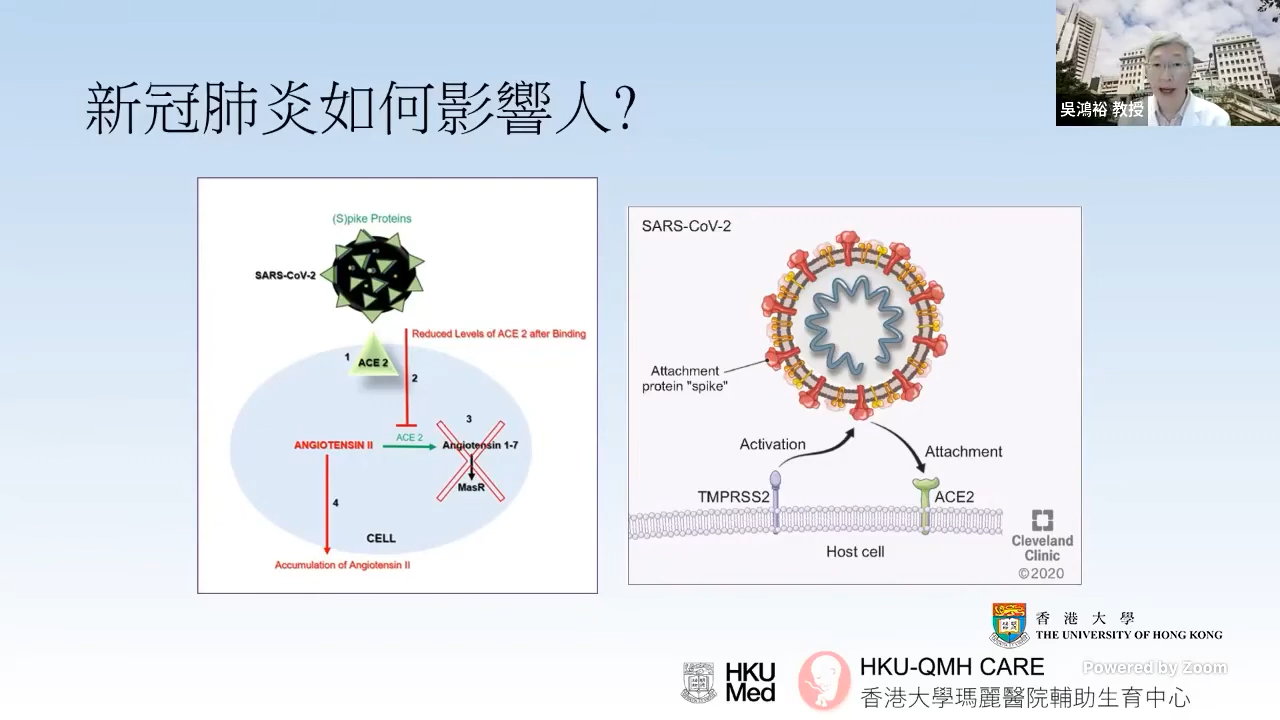 新冠肺炎如何影響人?
吳鴻裕 教授
(S)pike Proteins
SARS-CoV-2
Reduced Levels of ACE 2 after Binding
1
ACE 2
2
3
ANGIOTENSIN II
ACE 2
Angiotensin 1-7
MasR
4
CELL
Accumulation of Angiotensin II
SARS-CoV-2
Attachment
protein "spike"
Activation
Attachment
TMPRSS2
ACE2
Host cell
Cleveland
Clinic
©2020
香港大學
THE UNIVERSITY OF HONG KONG
HKU
Med
HKU-QMH CARE
香港大學瑪麗醫院輔助生育中心
Powered by Zoom